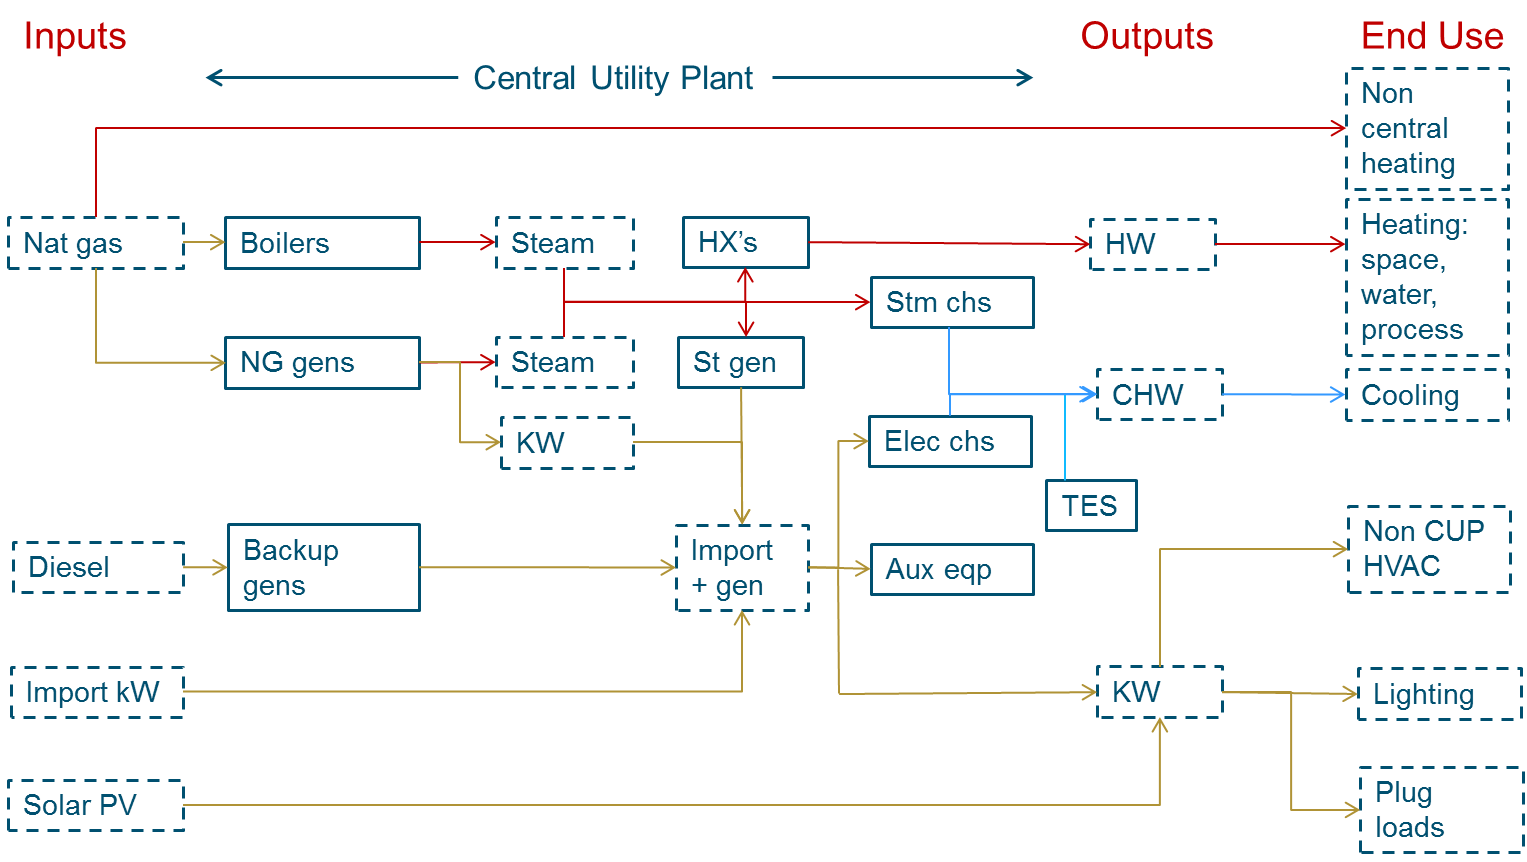 Inputs
Outputs
End Use
Central Utility Plant
Non
central
heating
Nat gas
Boilers
Steam
HX's
HW
Heating:
space,
water,
process
Stm chs
NG gens
Steam
St gen
CHW
Cooling
KW
Elec chs
TES
Diesel
Backup
gens
Import
+ gen
Aux eqp
Non CUP
HVAC
Import kW
KW
Lighting
Solar PV
Plug
loads